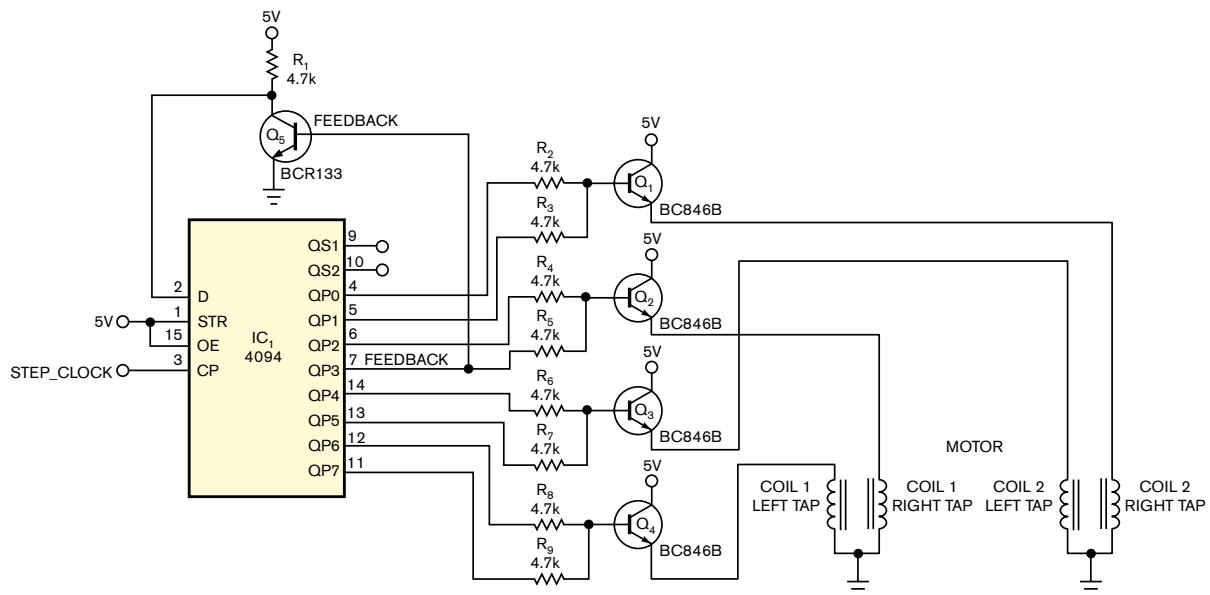 5V
R1
4.7k
Q5
FEEDBACK
BCR133
5V
R2
4.7k
Q1
BC846B
R3
4.7k
5V
R4
4.7k
Q2
BC846B
R5
4.7k
5V
R6
4.7k
Q3
BC846B
R7
4.7k
5V
R8
4.7k
Q4
BC846B
R9
4.7k
QS1
9
QS2
10
QP0
4
QP1
5
QP2
6
QP3
7
FEEDBACK
QP4
14
QP5
13
QP6
12
QP7
11
2
D
5V
1
STR
15
OE
STEP_CLOCK
3
CP
IC1
4094
MOTOR
COIL 1
LEFT TAP
COIL 1
RIGHT TAP
COIL 2
LEFT TAP
COIL 2
RIGHT TAP